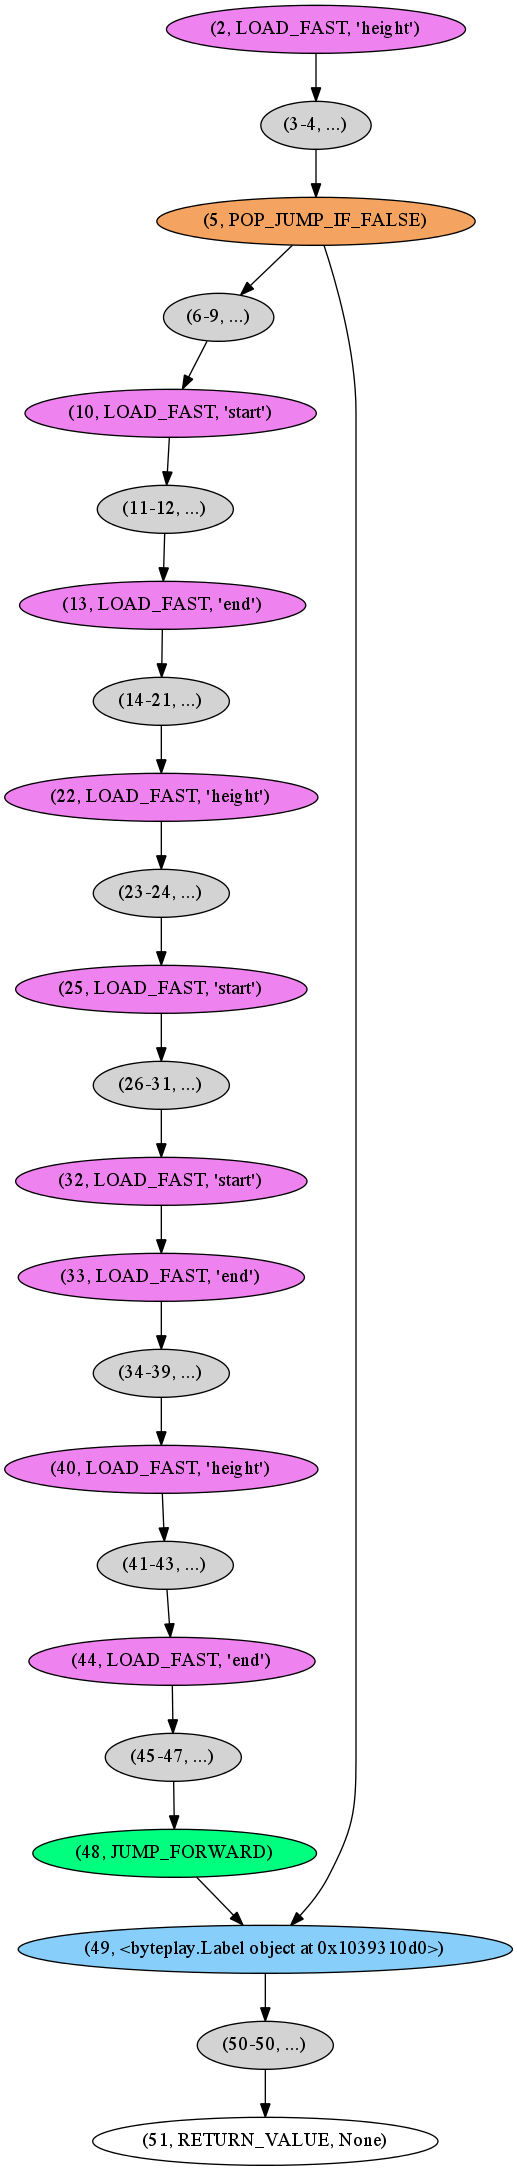 (2, LOAD_FAST, 'height')
(3-4, ...)
(5, POP_JUMP_IF_FALSE)
(6-9, ...)
(10, LOAD_FAST, 'start')
(11-12, ...)
(13, LOAD_FAST, 'end')
(14-21, ...)
(22, LOAD_FAST, 'height')
(23-24, ...)
(25, LOAD_FAST, 'start')
(26-31, ...)
(32, LOAD_FAST, 'start')
(33, LOAD_FAST, 'end')
(34-39, ...)
(40, LOAD_FAST, 'height')
(41-43, ...)
(44, LOAD_FAST, 'end')
(45-47, ...)
(48, JUMP_FORWARD)
(49, <byteplay.Label object at 0x1039310d0>)
(50-50, ...)
(51, RETURN_VALUE, None)